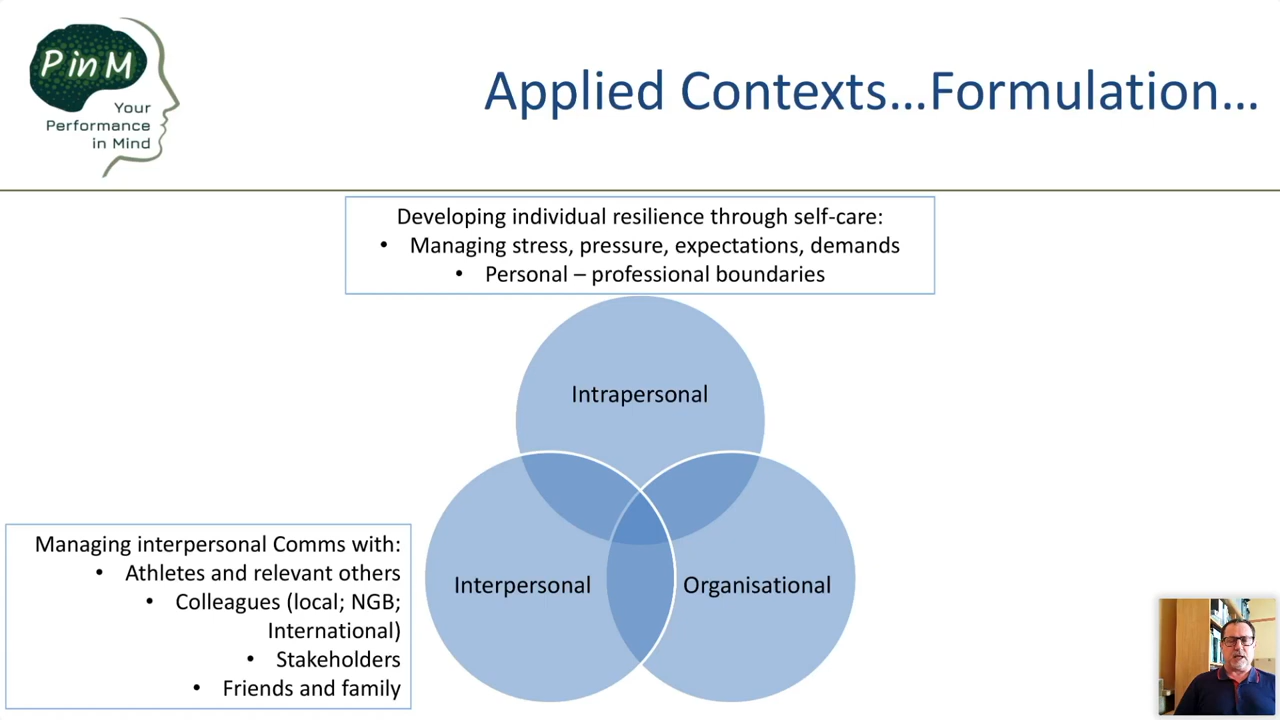 P in M
Your
Performance
in Mind
Applied Contexts...Formulation...
Developing individual resilience through self-care:
• Managing stress, pressure, expectations, demands
• Personal – professional boundaries
Intrapersonal
Managing interpersonal Comms with:
• Athletes and relevant others
• Colleagues (local; NGB;
International)
• Stakeholders
• Friends and family
Interpersonal
Organisational